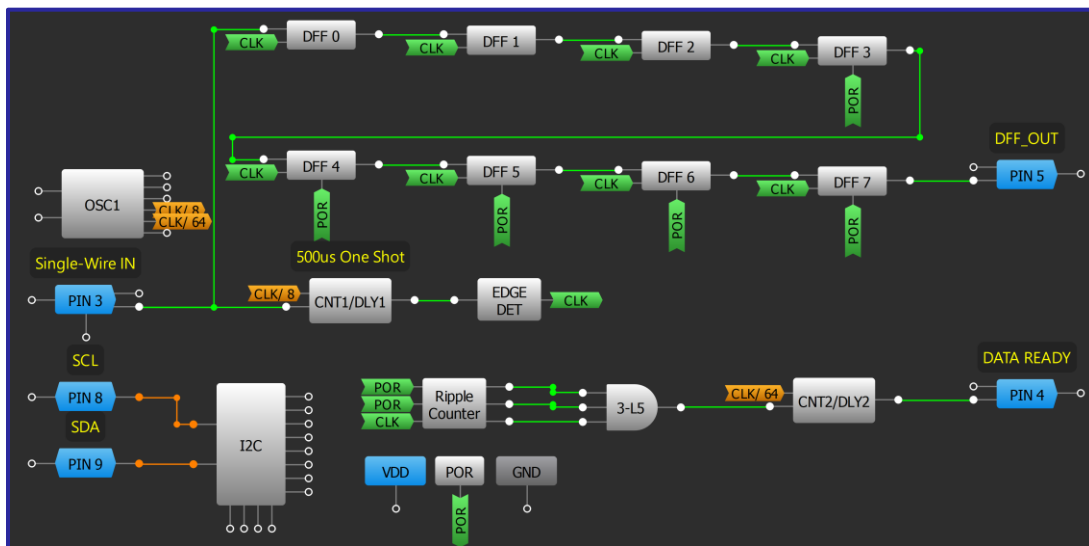 CLK DFF 0 CLK DFF 1 CLK DFF 2 CLK DFF 3
POR
DFF_OUT
CLK DFF 4 CLK DFF 5 CLK DFF 6 CLK DFF 7 PIN 5
POR POR POR POR
OSC1 CLK/ 8
CLK/ 64
Single-Wire IN 500us One Shot
PIN 3 CLK/ 8 CNT1/DLY1 EDGE DET CLK
SCL DATA READY
PIN 8 POR POR CLK Ripple Counter 3-L5 CLK/ 64 CNT2/DLY2 PIN 4
SDA
PIN 9 I2C
VDD POR GND
POR